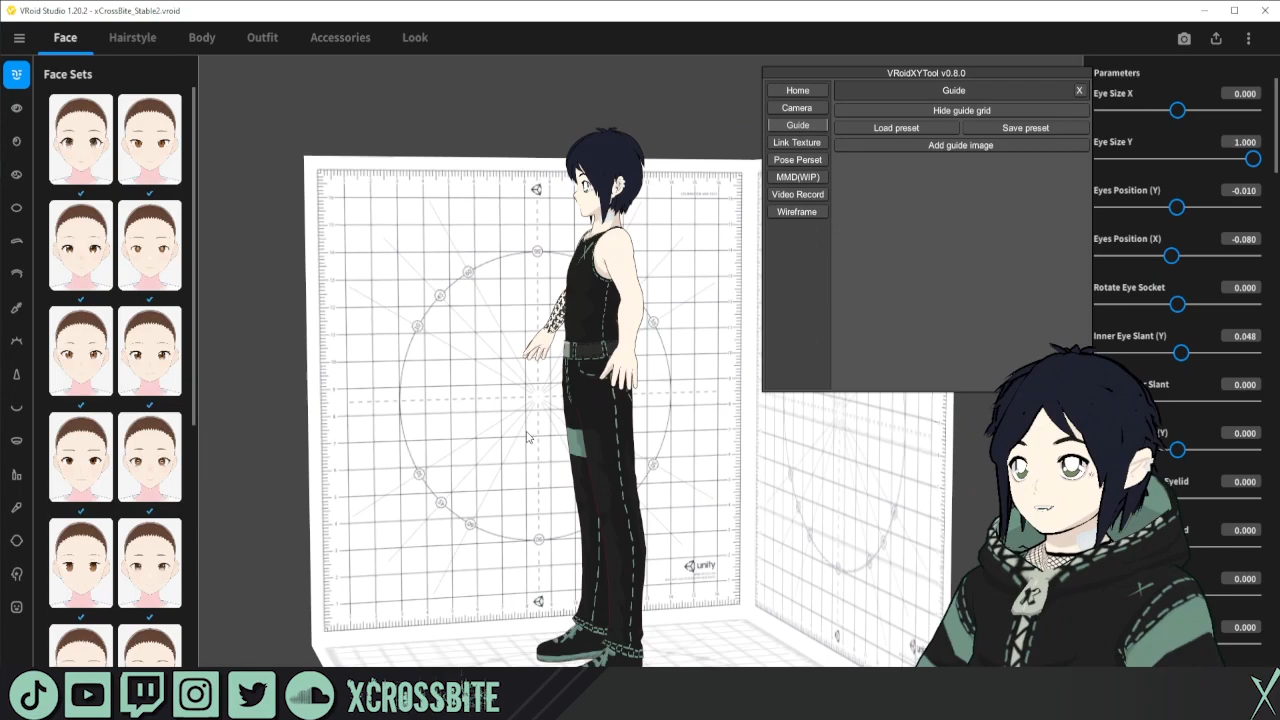 VRoid Studio 1.20.2 - xCrossBite_Stable2.vroid
Face
Hairstyle
Body
Outfit
Accessories
Look
Face Sets
VRoidXYTool v0.8.0
Home
Camera
Guide
Link Texture
Pose Perset
MMD(WIP)
Video Record
Wireframe
Guide
X
Hide guide grid
Load preset
Save preset
Add guide image
Parameters
Eye Size X
0.000
Eye Size Y
1.000
Eyes Position (Y)
-0.010
Eyes Position (X)
-0.080
Rotate Eye Socket
0.000
Inner Eye Slant (Y)
0.048
Slant
0.000
(Y)
0.000
Eyelid
0.000
0.000
0.000
0.000
unity
XCROSSBITE
X